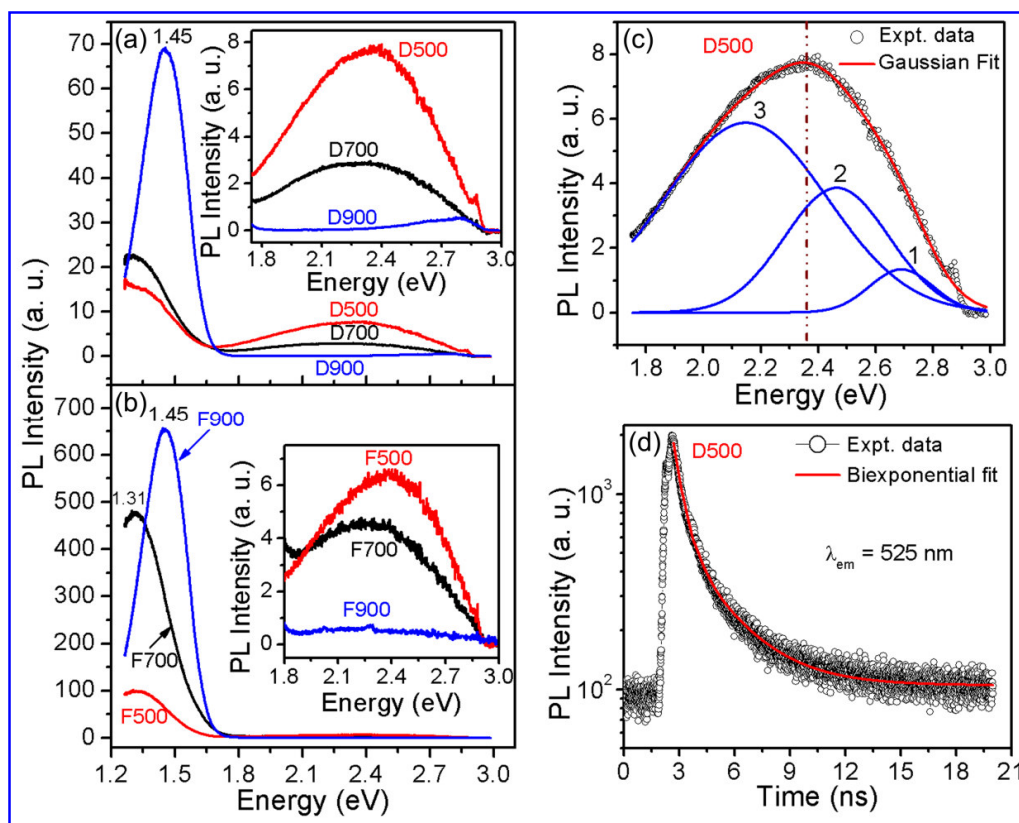 (a)
1.45
70
60
50
40
30
20
10
0
PL Intensity (a. u.)
8
6
4
2
0
D500
D700
D900
1.8 2.1 2.4 2.7 3.0
Energy (eV)
D500
D700
D900
(b)
1.45
F900
1.31
F700
F500
700
600
500
400
300
200
100
0
PL Intensity (a. u.)
6
4
2
0
F500
F700
F900
1.8 2.1 2.4 2.7 3.0
Energy (eV)
PL Intensity (a. u.)
1.2 1.5 1.8 2.1 2.4 2.7 3.0
Energy (eV)
(c)
D500
Expt. data
Gaussian Fit
3
2
1
8
6
4
2
0
PL Intensity (a. u.)
1.8 2.0 2.2 2.4 2.6 2.8 3.0
Energy (eV)
(d)
D500
Expt. data
Biexponential fit
λem = 525 nm
10³
10²
PL Intensity (a. u.)
0 3 6 9 12 15 18 21
Time (ns)